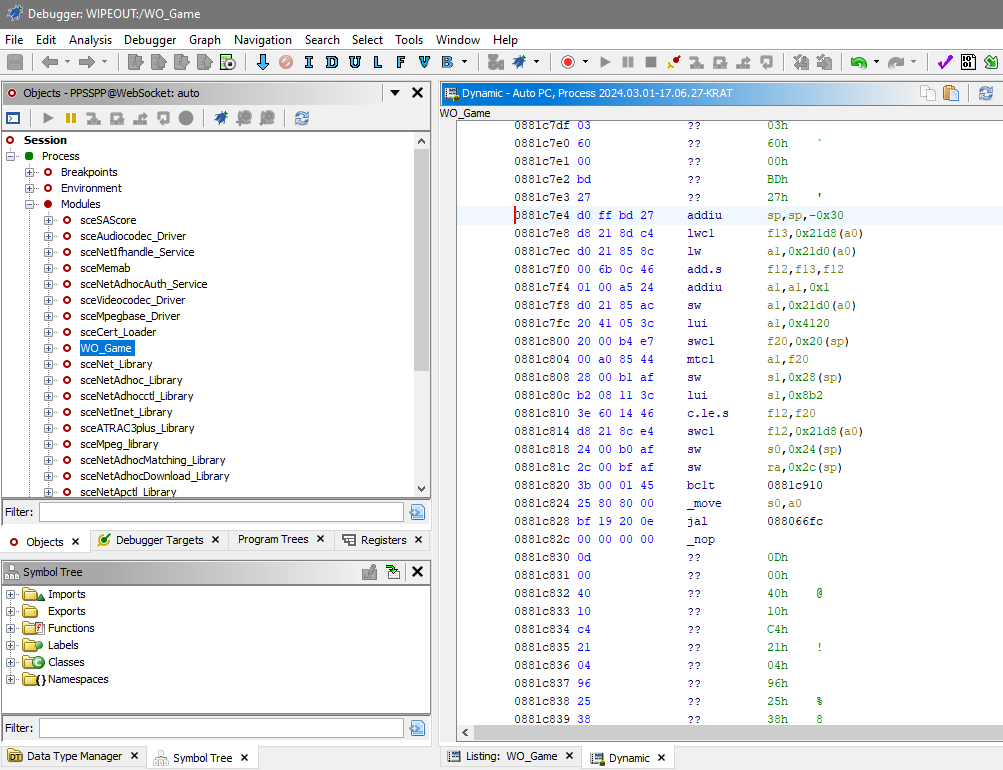 Debugger: WIPEOUT:/WO_Game
File Edit Analysis Debugger Graph Navigation Search Select Tools Window Help
I D U L F V B
Objects - PPSSPP@WebSocket: auto
Session
Process
Breakpoints
Environment
Modules
sceSAScore
sceAudiocodec_Driver
sceNetIfhandle_Service
sceMemab
sceNetAdhocAuth_Service
sceVideocodec_Driver
sceMpegbase_Driver
sceCert_Loader
WO_Game
sceNet_Library
sceNetAdhoc_Library
sceNetAdhocctl_Library
sceNetInet_Library
sceATRAC3plus_Library
sceMpeg_library
sceNetAdhocMatching_Library
sceNetAdhocDownload_Library
sceNetApctl_Library
Filter:
Objects Debugger Targets Program Trees Registers
Symbol Tree
Imports
Exports
Functions
Labels
Classes
Namespaces
Filter:
Data Type Manager Symbol Tree
Dynamic - Auto PC, Process 2024.03.01-17.06.27-KRAT
WO_Game
0881c7df 03 ?? 03h
0881c7e0 60 ?? 60h `
0881c7e1 00 ?? 00h
0881c7e2 bd ?? BDh
0881c7e3 27 ?? 27h '
0881c7e4 d0 ff bd 27 addiu sp,sp,-0x30
0881c7e8 d8 21 8d c4 lwc1 f13,0x21d8(a0)
0881c7ec d0 21 85 8c lw a1,0x21d0(a0)
0881c7f0 00 6b 0c 46 add.s f12,f13,f12
0881c7f4 01 00 a5 24 addiu a1,a1,0x1
0881c7f8 d0 21 85 ac sw a1,0x21d0(a0)
0881c7fc 20 41 05 3c lui a1,0x4120
0881c800 20 00 b4 e7 swc1 f20,0x20(sp)
0881c804 00 a0 85 44 mtc1 a1,f20
0881c808 28 00 b1 af sw s1,0x28(sp)
0881c80c b2 08 11 3c lui s1,0x8b2
0881c810 3e 60 14 46 c.le.s f12,f20
0881c814 d8 21 8c e4 swc1 f12,0x21d8(a0)
0881c818 24 00 b0 af sw s0,0x24(sp)
0881c81c 2c 00 bf af sw ra,0x2c(sp)
0881c820 3b 00 01 45 bc1t 0881c910
0881c824 25 80 80 00 _move s0,a0
0881c828 bf 19 20 0e jal 088066fc
0881c82c 00 00 00 00 _nop
0881c830 0d ?? 0Dh
0881c831 00 ?? 00h
0881c832 40 ?? 40h @
0881c833 10 ?? 10h
0881c834 c4 ?? C4h
0881c835 21 ?? 21h !
0881c836 04 ?? 04h
0881c837 96 ?? 96h
0881c838 25 ?? 25h %
0881c839 38 ?? 38h 8
Listing: WO_Game Dynamic